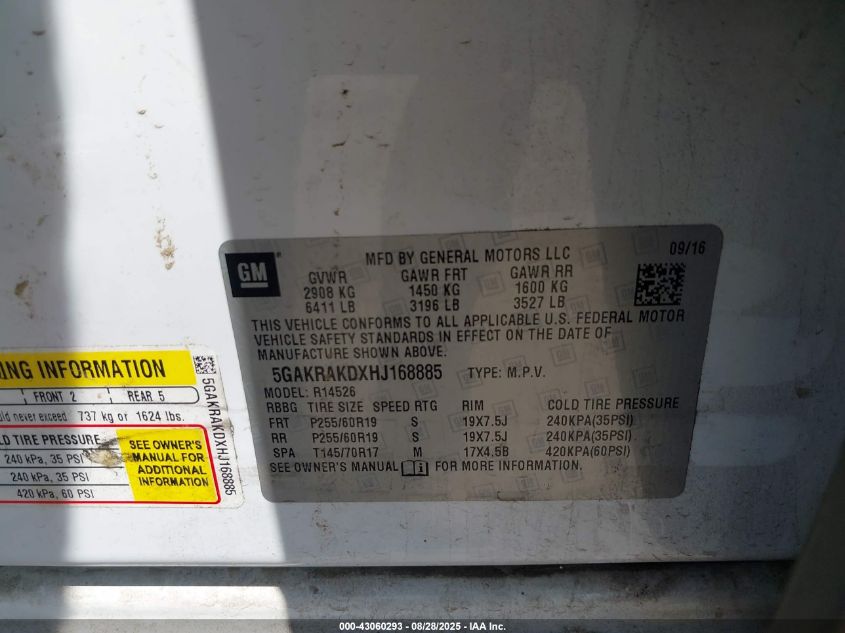 GM
MFD BY GENERAL MOTORS LLC
09/16
GVWR GAWR FRT GAWR RR
2908 KG 1450 KG 1600 KG
6411 LB 3196 LB 3527 LB
THIS VEHICLE CONFORMS TO ALL APPLICABLE U.S. FEDERAL MOTOR
VEHICLE SAFETY STANDARDS IN EFFECT ON THE DATE OF
MANUFACTURE SHOWN ABOVE.
5GAKRAKDXHJ168885 TYPE: M.P.V.
MODEL: R14526
RBBG TIRE SIZE SPEED RTG RIM COLD TIRE PRESSURE
FRT P255/60R19 S 19X7.5J 240KPA(35PSI)
RR P255/60R19 S 19X7.5J 240KPA(35PSI)
SPA T145/70R17 M 17X4.5B 420KPA(60PSI)
SEE OWNER'S MANUAL FOR MORE INFORMATION.
ING INFORMATION
FRONT 2 REAR 5
uld never exceed 737 kg or 1624 lbs.
LD TIRE PRESSURE
240 kPa, 35 PSI
240 kPa, 35 PSI
420 kPa, 60 PSI
SEE OWNER'S
MANUAL FOR
ADDITIONAL
INFORMATION
5GAKRAKDXHJ168885
000-43060293 - 08/28/2025 - IAA Inc.